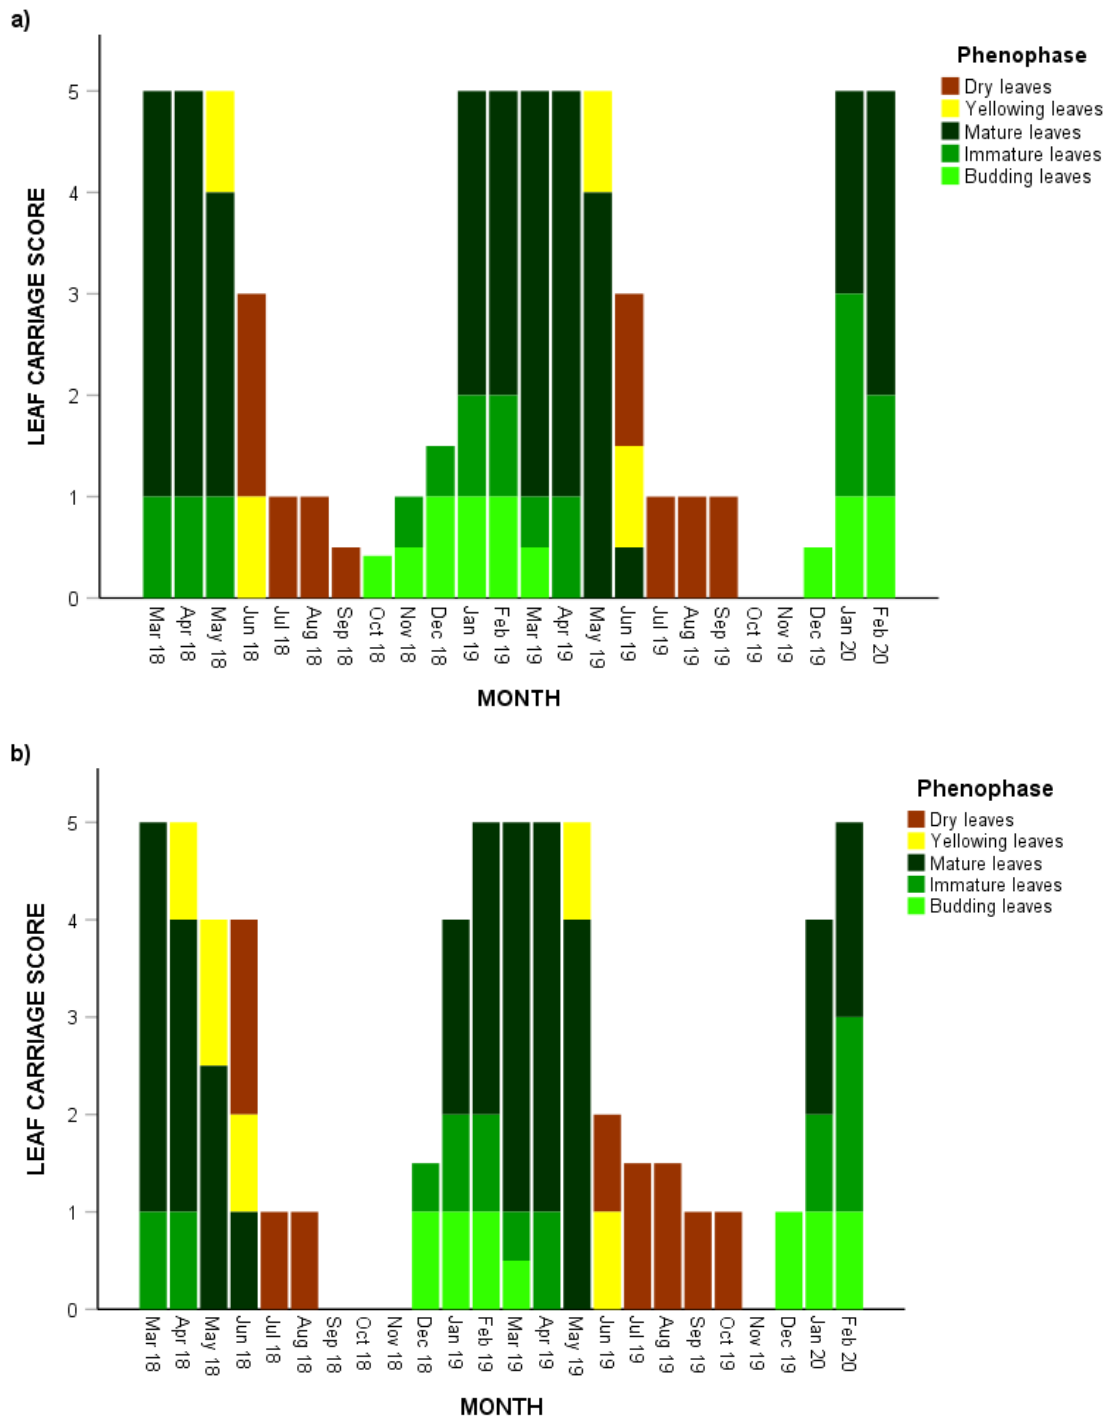 a)
Phenophase
Dry leaves
Yellowing leaves
Mature leaves
Immature leaves
Budding leaves
LEAF CARRIAGE SCORE
5
4
3
2
1
0
Mar 18
Apr 18
May 18
Jun 18
Jul 18
Aug 18
Sep 18
Oct 18
Nov 18
Dec 18
Jan 19
Feb 19
Mar 19
Apr 19
May 19
Jun 19
Jul 19
Aug 19
Sep 19
Oct 19
Nov 19
Dec 19
Jan 20
Feb 20
MONTH
b)
Phenophase
Dry leaves
Yellowing leaves
Mature leaves
Immature leaves
Budding leaves
LEAF CARRIAGE SCORE
5
4
3
2
1
0
Mar 18
Apr 18
May 18
Jun 18
Jul 18
Aug 18
Sep 18
Oct 18
Nov 18
Dec 18
Jan 19
Feb 19
Mar 19
Apr 19
May 19
Jun 19
Jul 19
Aug 19
Sep 19
Oct 19
Nov 19
Dec 19
Jan 20
Feb 20
MONTH